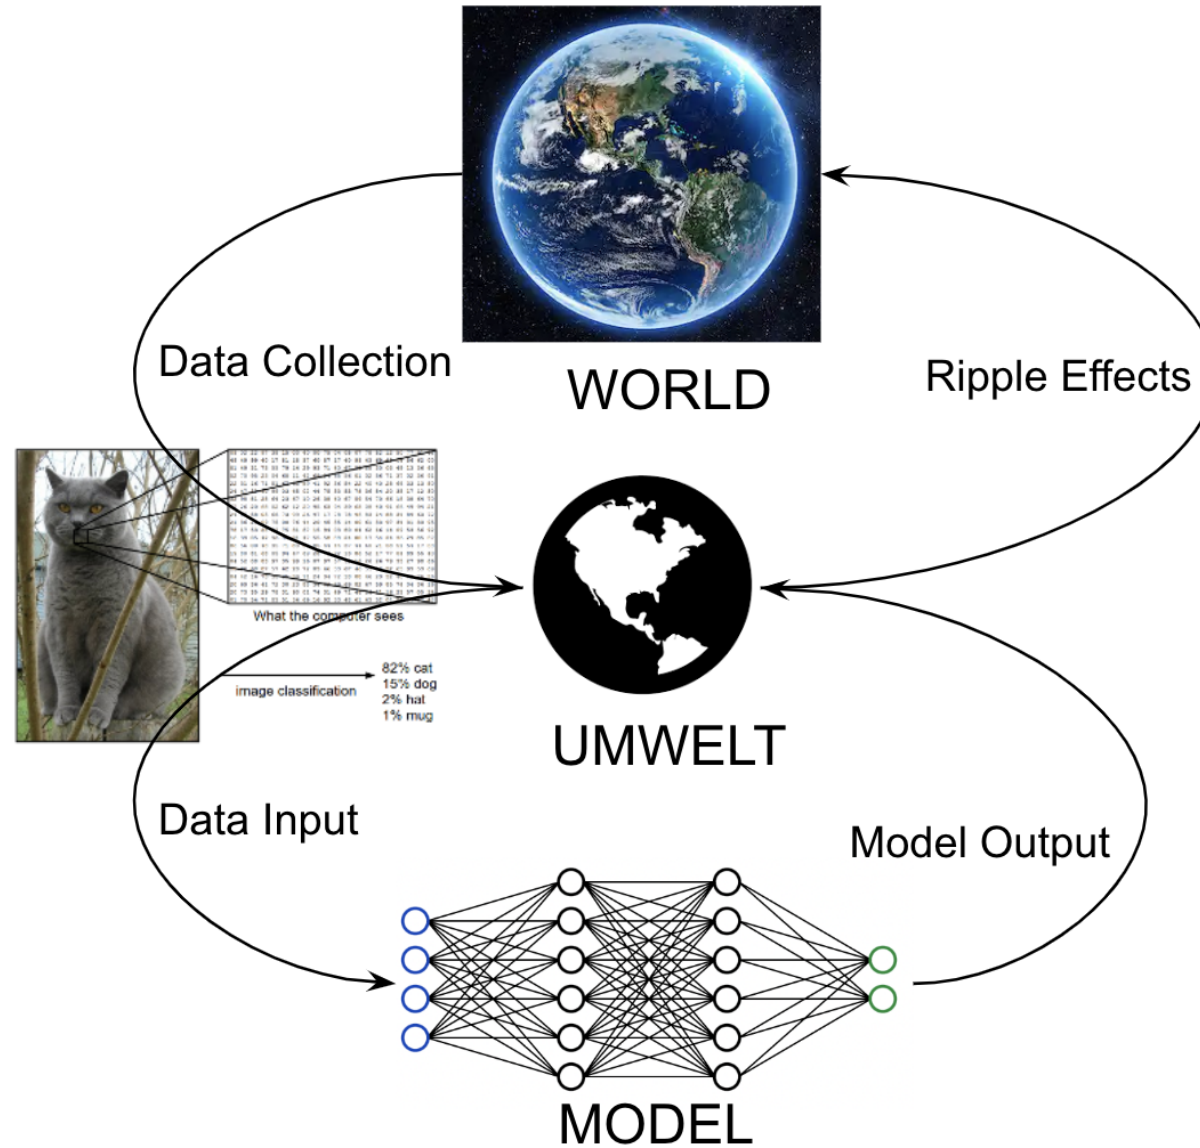 WORLD
Data Collection
Ripple Effects
What the computer sees
82% cat
15% dog
2% hat
1% mug
image classification
UMWELT
Data Input
Model Output
MODEL